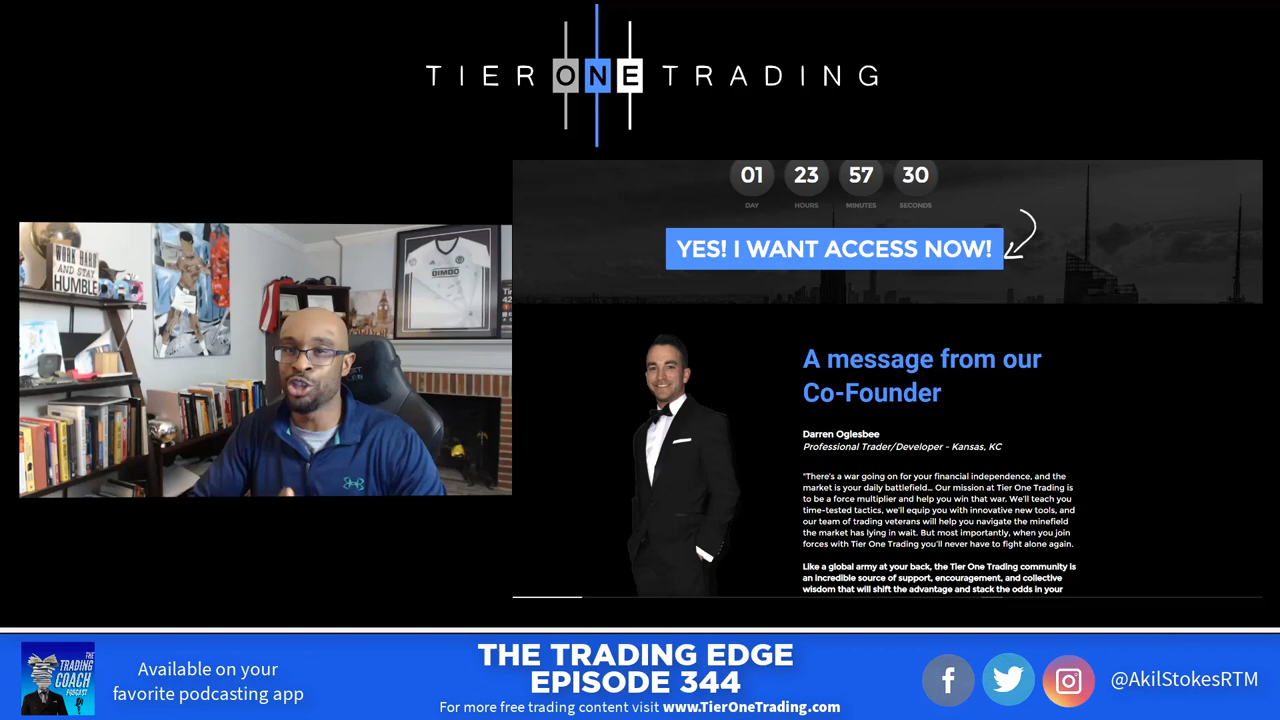 TIER ONE TRADING
01 23 57 30
DAY HOURS MINUTES SECONDS
YES! I WANT ACCESS NOW!
WORK HARD
AND STAY
HUMBLE
BIMBO
A message from our
Co-Founder
Darren Oglesbee
Professional Trader/Developer - Kansas, KC
"There's a war going on for your financial independence, and the
market is your daily battlefield... Our mission at Tier One Trading is
to be a force multiplier and help you win that war. We'll teach you
time-tested tactics, we'll equip you with innovative new tools, and
our team of trading veterans will help you navigate the minefield
the market has lying in wait. But most importantly, when you join
forces with Tier One Trading you'll never have to fight alone again.
Like a global army at your back, the Tier One Trading community is
an incredible source of support, encouragement, and collective
wisdom that will shift the advantage and stack the odds in your
THE
TRADING
COACH
PODCAST
Available on your
favorite podcasting app
THE TRADING EDGE
EPISODE 344
For more free trading content visit www.TierOneTrading.com
@AkilStokesRTM